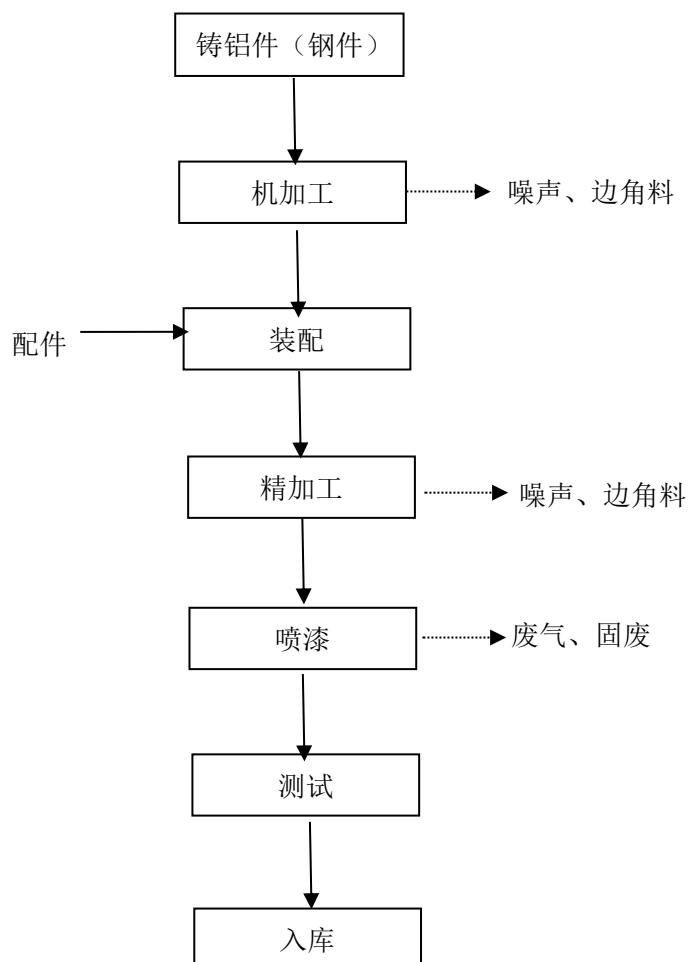 铸铝件（钢件）
机加工
噪声、边角料
配件
装配
精加工
噪声、边角料
喷漆
废气、固废
测试
入库